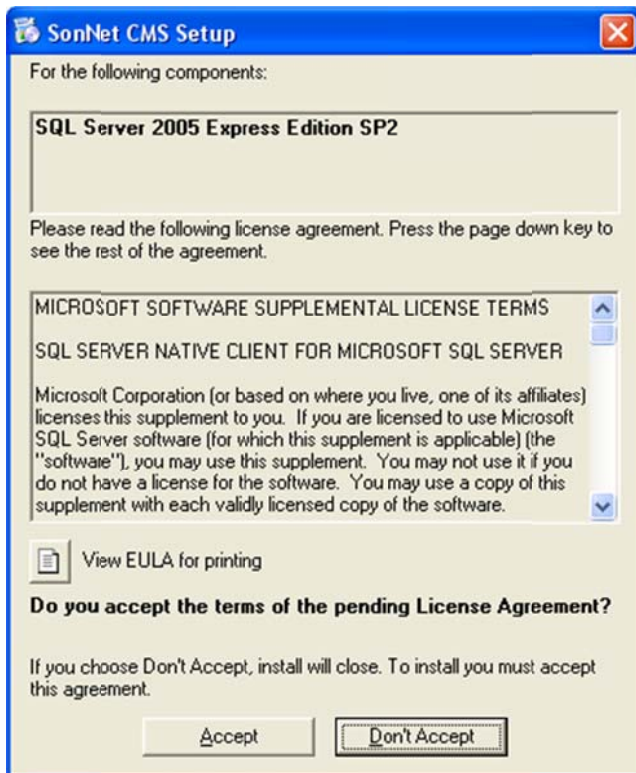 SonNet CMS Setup
For the following components:
SQL Server 2005 Express Edition SP2
Please read the following license agreement. Press the page down key to
see the rest of the agreement.
MICROSOFT SOFTWARE SUPPLEMENTAL LICENSE TERMS
SQL SERVER NATIVE CLIENT FOR MICROSOFT SQL SERVER
Microsoft Corporation (or based on where you live, one of its affiliates)
licenses this supplement to you.  If you are licensed to use Microsoft
SQL Server software (for which this supplement is applicable) (the
"software"), you may use this supplement.  You may not use it if you
do not have a license for the software.  You may use a copy of this
supplement with each validly licensed copy of the software.
View EULA for printing
Do you accept the terms of the pending License Agreement?
If you choose Don't Accept, install will close. To install you must accept
this agreement.
Accept
Don't Accept